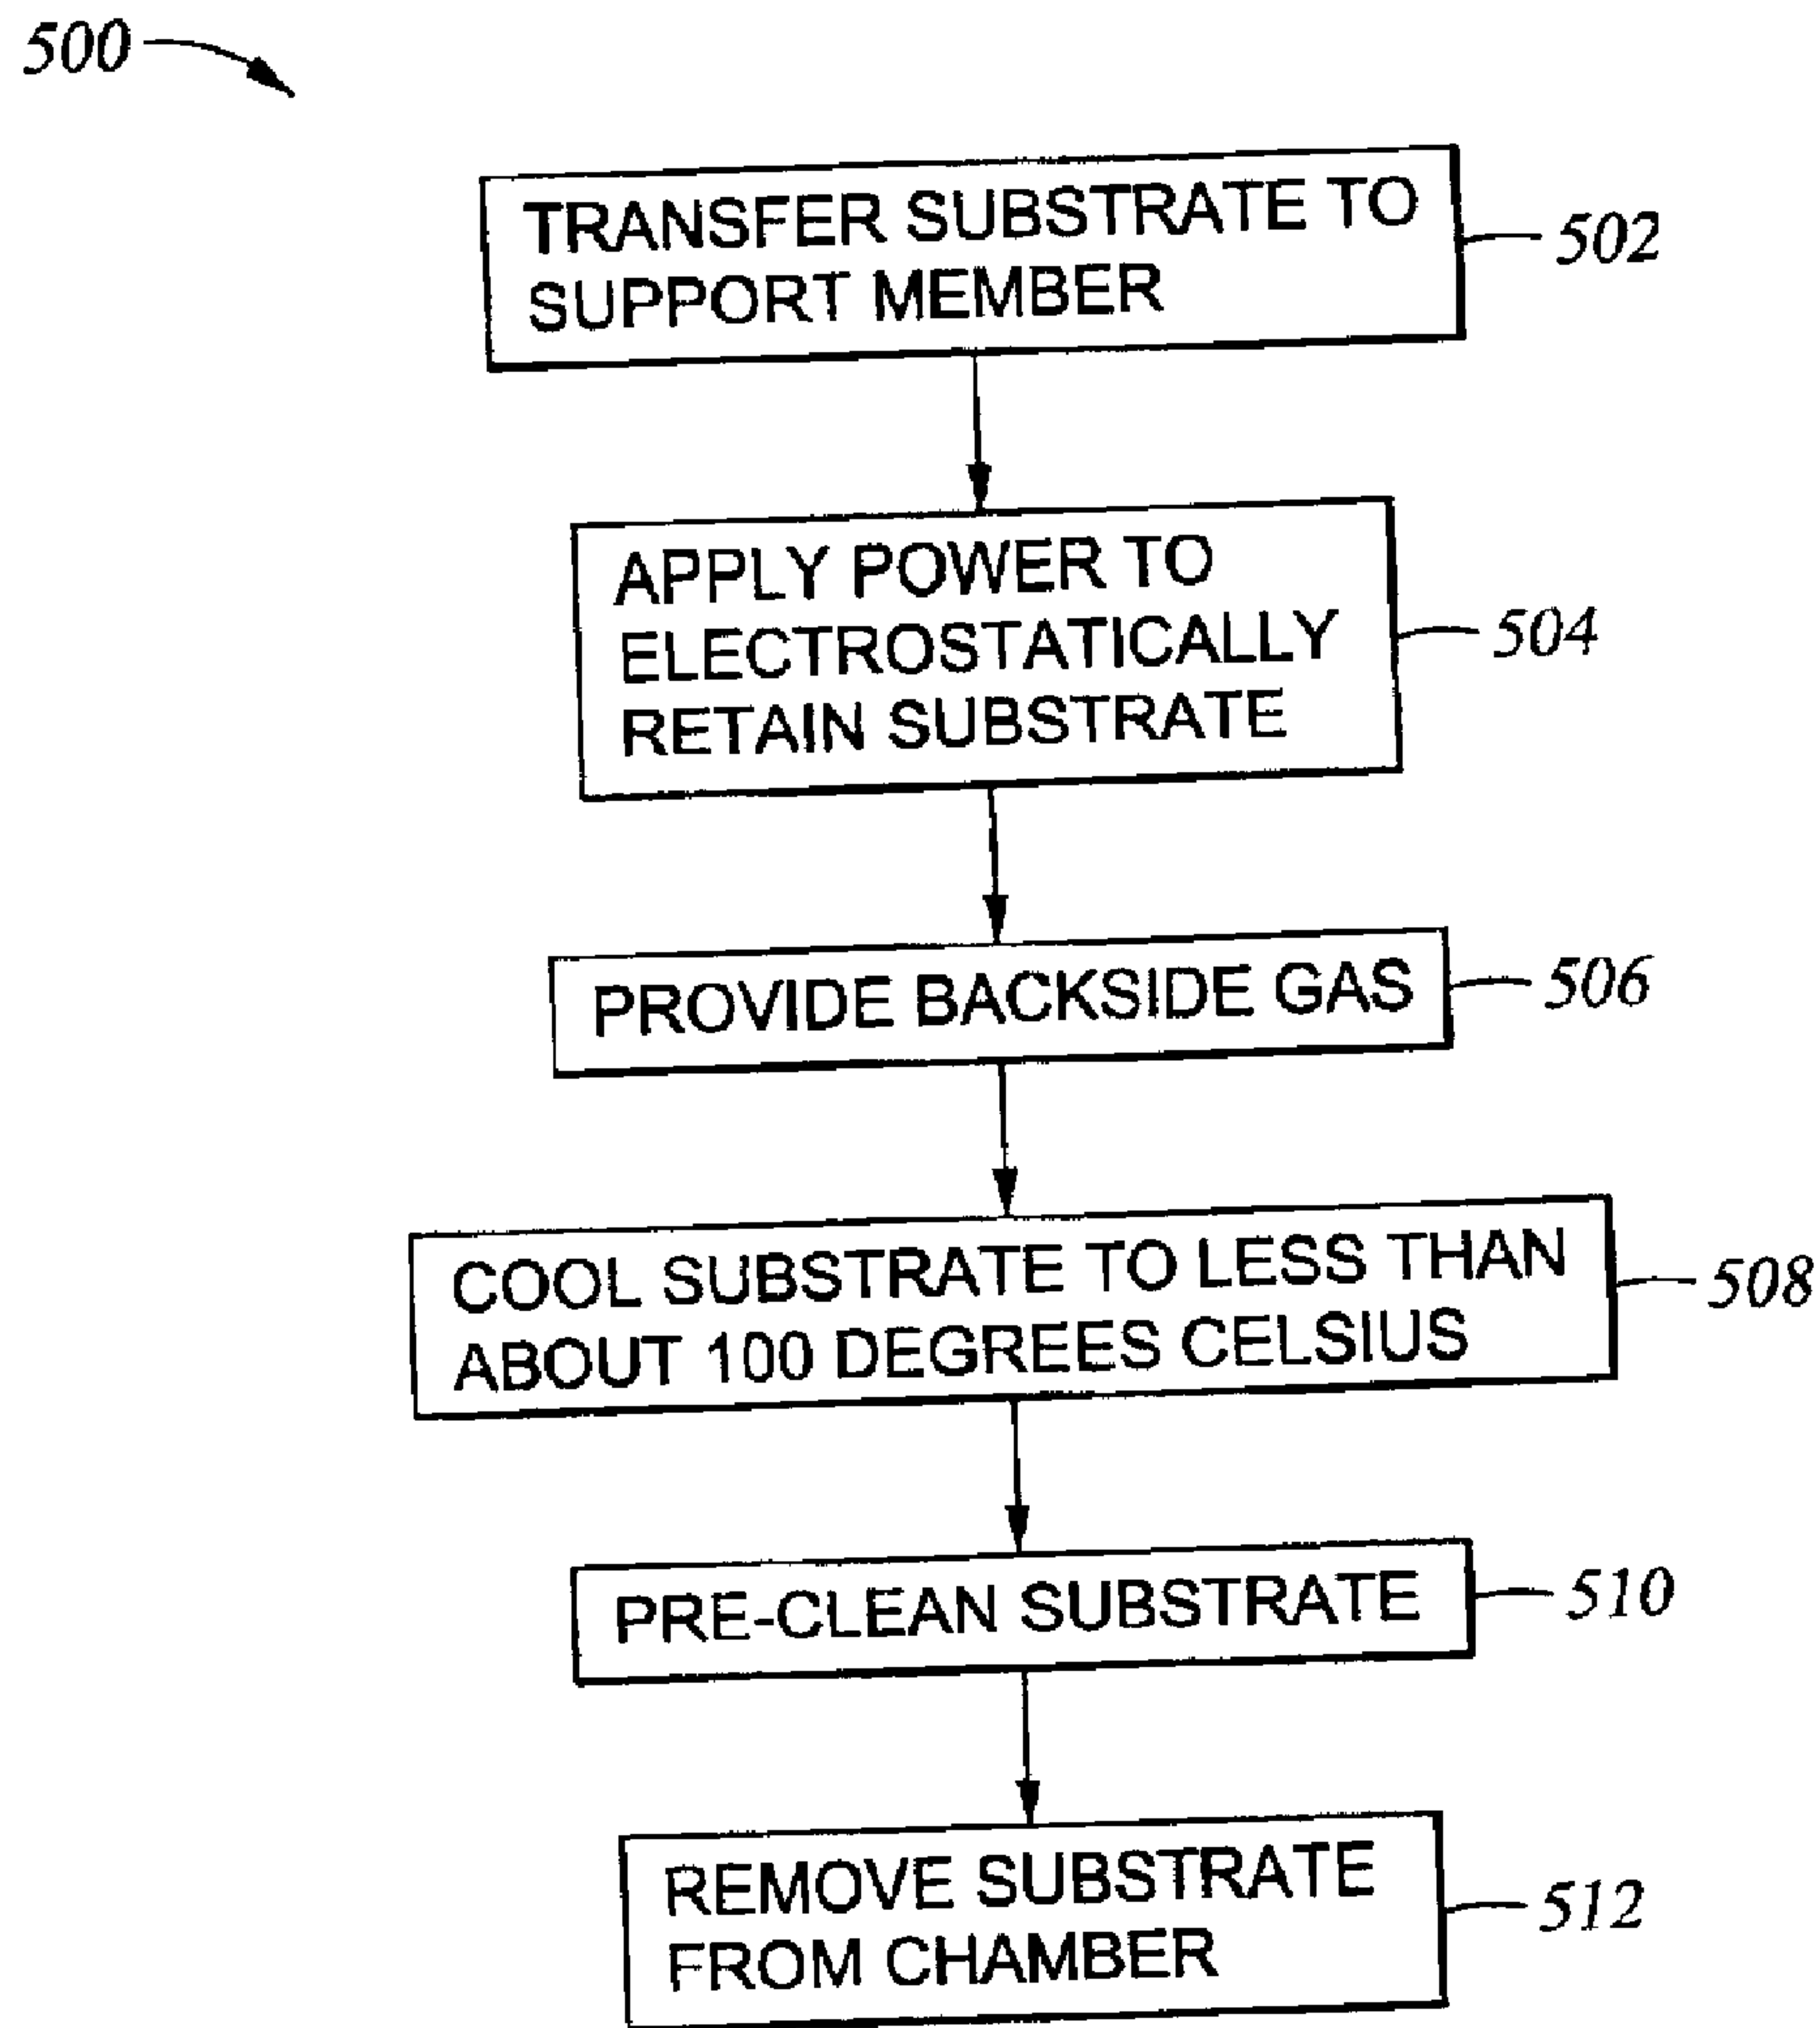 500
TRANSFER SUBSTRATE TO
SUPPORT MEMBER
502
APPLY POWER TO
ELECTROSTATICALLY
RETAIN SUBSTRATE
504
PROVIDE BACKSIDE GAS
506
COOL SUBSTRATE TO LESS THAN
ABOUT 100 DEGREES CELSIUS
508
PRE-CLEAN SUBSTRATE
510
REMOVE SUBSTRATE
FROM CHAMBER
512